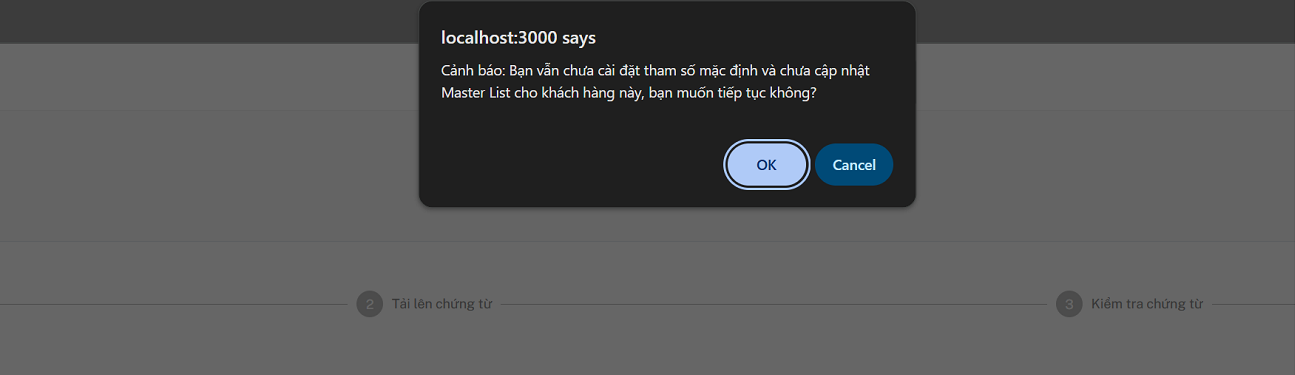 localhost:3000 says
Cảnh báo: Bạn vẫn chưa cài đặt tham số mặc định và chưa cập nhật
Master List cho khách hàng này, bạn muốn tiếp tục không?
OK
Cancel
2 Tải lên chứng từ
3 Kiểm tra chứng từ